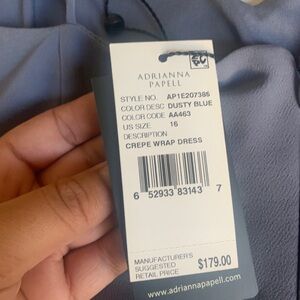 ADRIANNA
PAPELL
STYLE NO. AP1E207386
COLOR DESC DUSTY BLUE
COLOR CODE AA463
US SIZE 16
DESCRIPTION
CREPE WRAP DRESS
6 52933 83143 7
MANUFACTURER'S
SUGGESTED
RETAIL PRICE $179.00
www.adriannapapell.com